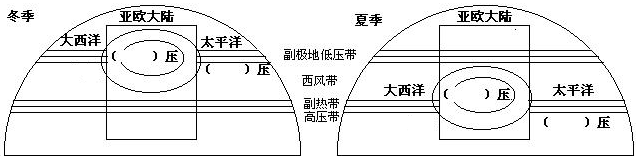 冬季
亚欧大陆
大西洋
太平洋
( )压
( )压
副极地低压带
西风带
副热带
高压带
夏季
亚欧大陆
大西洋
太平洋
( )压
( )压